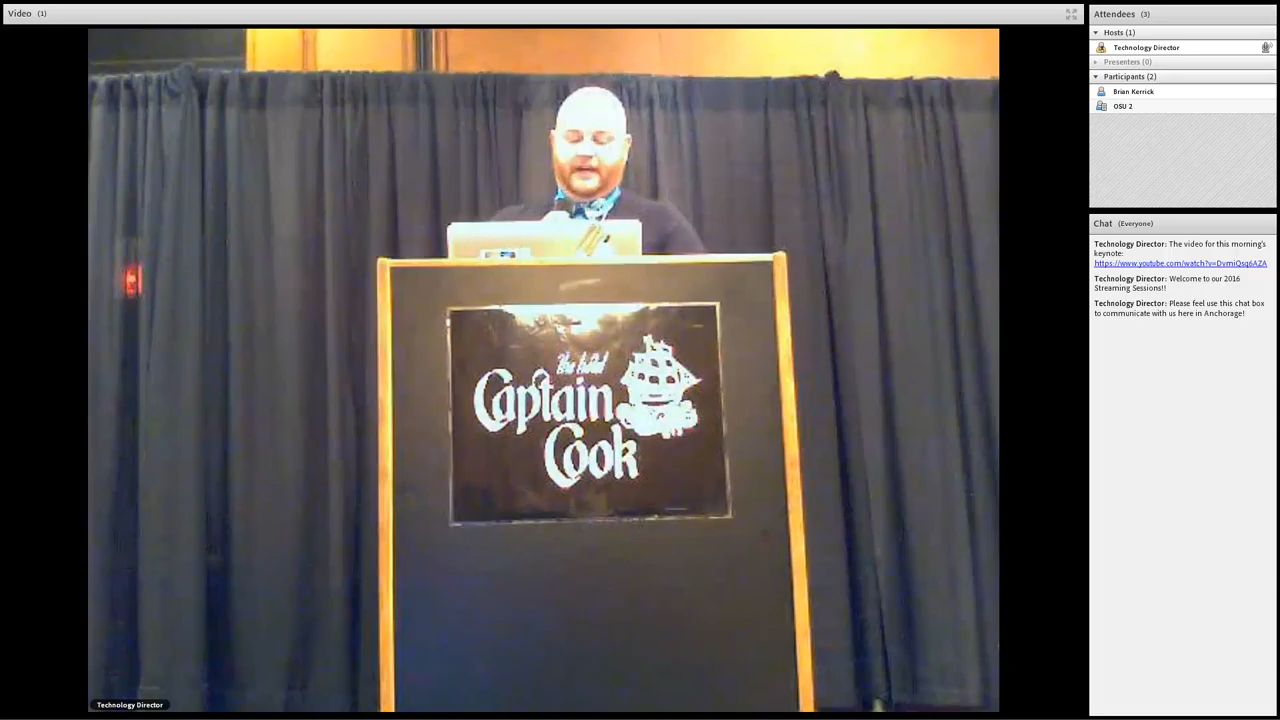 Video (1)
The Hotel
Captain
Cook
Technology Director
Attendees (3)
Hosts (1)
Technology Director
Presenters (0)
Participants (2)
Brian Kerrick
OSU 2
Chat (Everyone)
Technology Director: The video for this morning's
keynote:
https://www.youtube.com/watch?v=DvmiQsq6AZA
Technology Director: Welcome to our 2016
Streaming Sessions!!
Technology Director: Please feel use this chat box
to communicate with us here in Anchorage!